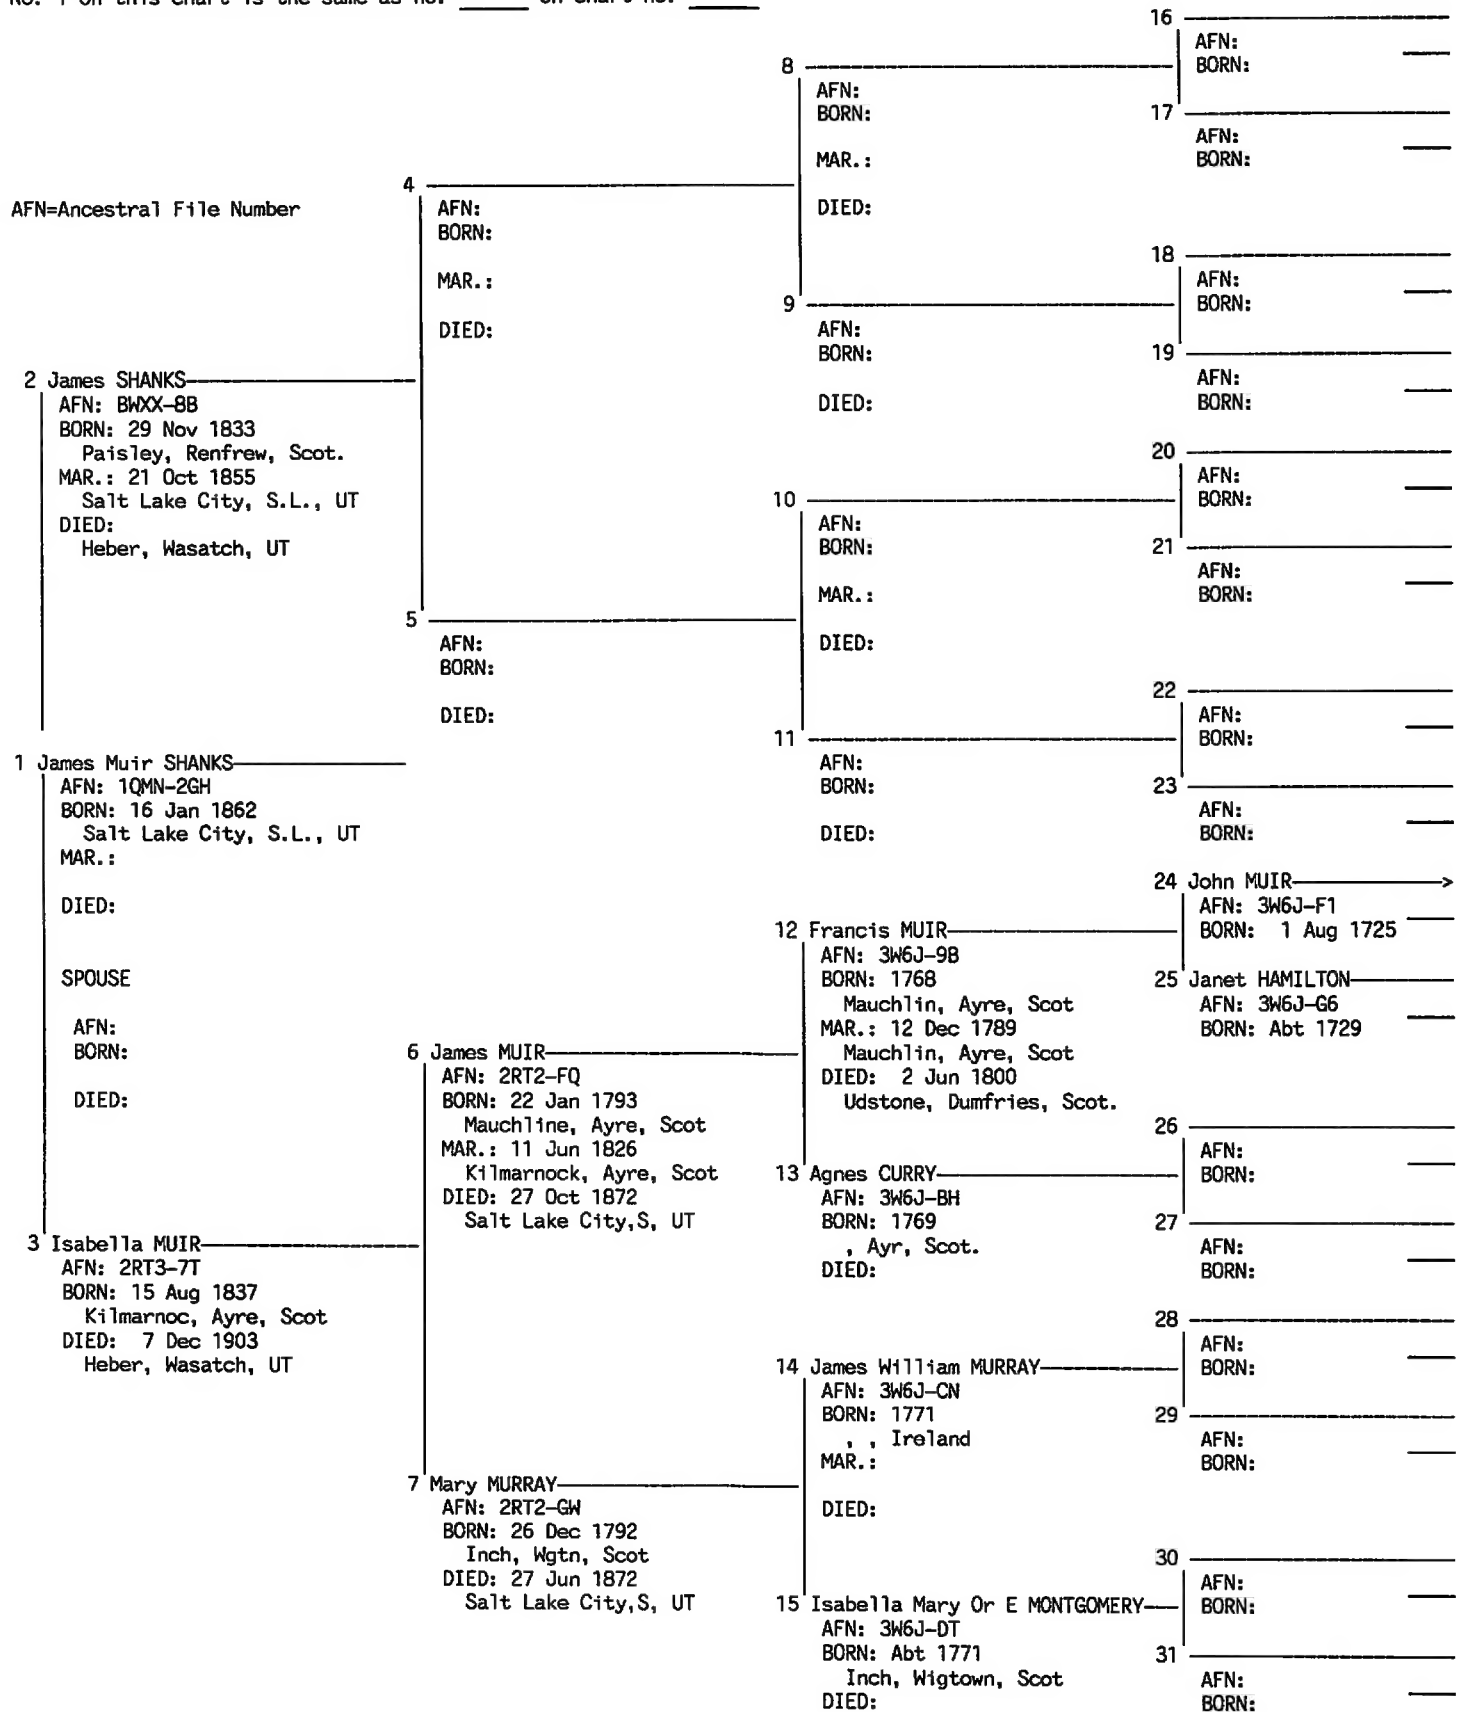 No. 1 on this chart is the same as no. _____ on chart no. _____
AFN=Ancestral File Number
2 James SHANKS
AFN: BWXX-8B
BORN: 29 Nov 1833
Paisley, Renfrew, Scot.
MAR.: 21 Oct 1855
Salt Lake City, S.L., UT
DIED:
Heber, Wasatch, UT
1 James Muir SHANKS
AFN: 1QMN-2GH
BORN: 16 Jan 1862
Salt Lake City, S.L., UT
MAR.:
DIED:
SPOUSE
AFN:
BORN:
DIED:
3 Isabella MUIR
AFN: 2RT3-7T
BORN: 15 Aug 1837
Kilmarnoc, Ayre, Scot
DIED: 7 Dec 1903
Heber, Wasatch, UT
4
AFN:
BORN:
MAR.:
DIED:
5
AFN:
BORN:
DIED:
6 James MUIR
AFN: 2RT2-FQ
BORN: 22 Jan 1793
Mauchline, Ayre, Scot
MAR.: 11 Jun 1826
Kilmarnock, Ayre, Scot
DIED: 27 Oct 1872
Salt Lake City,S, UT
7 Mary MURRAY
AFN: 2RT2-GW
BORN: 26 Dec 1792
Inch, Wgtn, Scot
DIED: 27 Jun 1872
Salt Lake City,S, UT
8
AFN:
BORN:
MAR.:
DIED:
9
AFN:
BORN:
DIED:
10
AFN:
BORN:
MAR.:
DIED:
11
AFN:
BORN:
DIED:
12 Francis MUIR
AFN: 3W6J-9B
BORN: 1768
Mauchlin, Ayre, Scot
MAR.: 12 Dec 1789
Mauchlin, Ayre, Scot
DIED: 2 Jun 1800
Udstone, Dumfries, Scot.
13 Agnes CURRY
AFN: 3W6J-BH
BORN: 1769
, Ayr, Scot.
DIED:
14 James William MURRAY
AFN: 3W6J-CN
BORN: 1771
, , Ireland
MAR.:
DIED:
15 Isabella Mary Or E MONTGOMERY
AFN: 3W6J-DT
BORN: Abt 1771
Inch, Wigtown, Scot
DIED:
16
AFN:
BORN:
17
AFN:
BORN:
18
AFN:
BORN:
19
AFN:
BORN:
20
AFN:
BORN:
21
AFN:
BORN:
22
AFN:
BORN:
23
AFN:
BORN:
24 John MUIR
AFN: 3W6J-F1
BORN: 1 Aug 1725
25 Janet HAMILTON
AFN: 3W6J-G6
BORN: Abt 1729
26
AFN:
BORN:
27
AFN:
BORN:
28
AFN:
BORN:
29
AFN:
BORN:
30
AFN:
BORN:
31
AFN:
BORN: